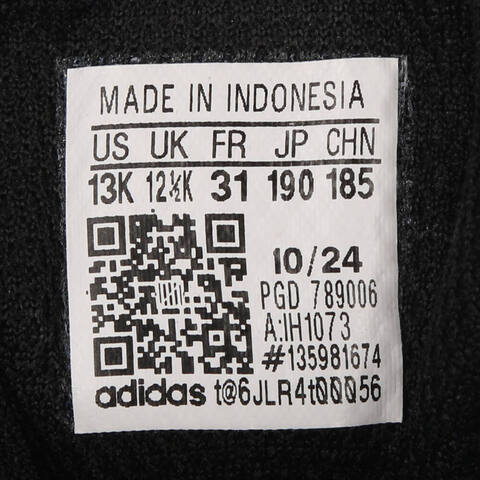 MADE IN INDONESIA
US UK FR JP CHN
13K 12½K 31 190 185
10/24
PGD 789006
A:IH1073
#135981674
adidas t@6JLR4t00056